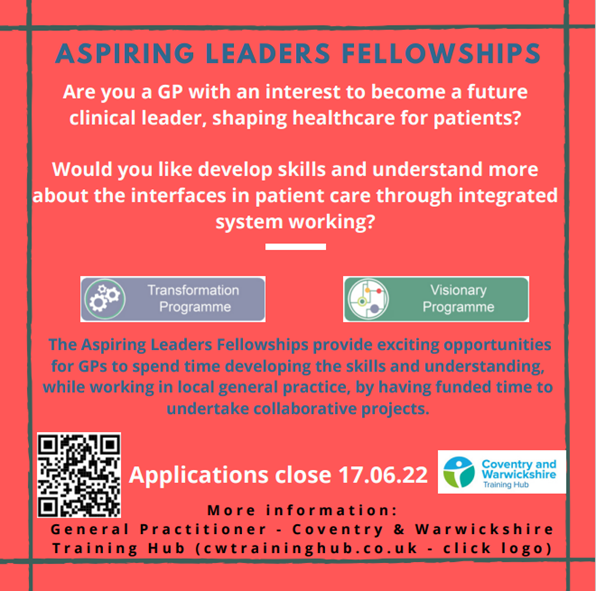 ASPIRING LEADERS FELLOWSHIPS
Are you a GP with an interest to become a future
clinical leader, shaping healthcare for patients?
Would you like develop skills and understand more
about the interfaces in patient care through integrated
system working?
Transformation
Programme
Visionary
Programme
The Aspiring Leaders Fellowships provide exciting opportunities
for GPs to spend time developing the skills and understanding,
while working in local general practice, by having funded time to
undertake collaborative projects.
Applications close 17.06.22
Coventry and
Warwickshire
Training Hub
More information:
General Practitioner - Coventry & Warwickshire
Training Hub (cwtraininghub.co.uk - click logo)